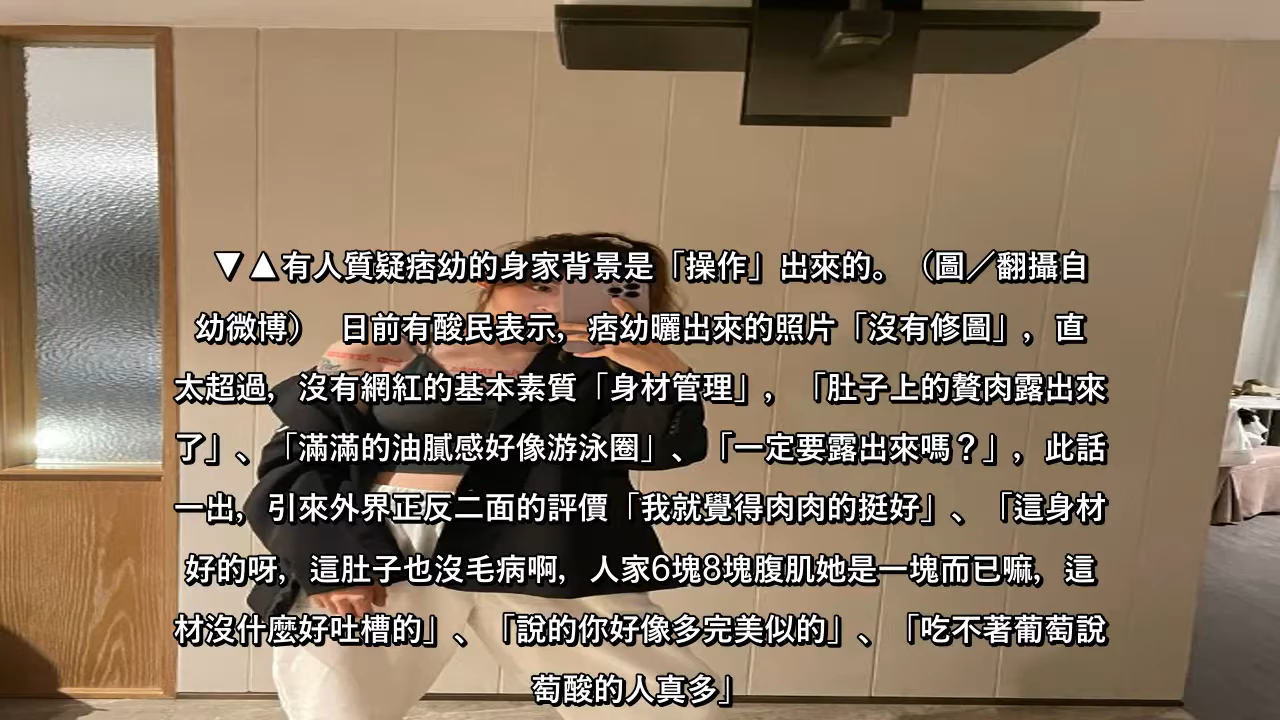 ▼▲有人質疑痞幼的身家背景是「操作」出來的。（圖／翻攝自
幼微博） 日前有酸民表示，痞幼曬出來的照片「沒有修圖」，直
太超過，沒有網紅的基本素質「身材管理」，「肚子上的贅肉露出來
了」、「滿滿的油膩感好像游泳圈」、「一定要露出來嗎？」，此話
一出，引來外界正反二面的評價「我就覺得肉肉的挺好」、「這身材
好的呀，這肚子也沒毛病啊，人家6塊8塊腹肌她是一塊而已嘛，這
材沒什麼好吐槽的」、「說的你好像多完美似的」、「吃不著葡萄說
萄酸的人真多」